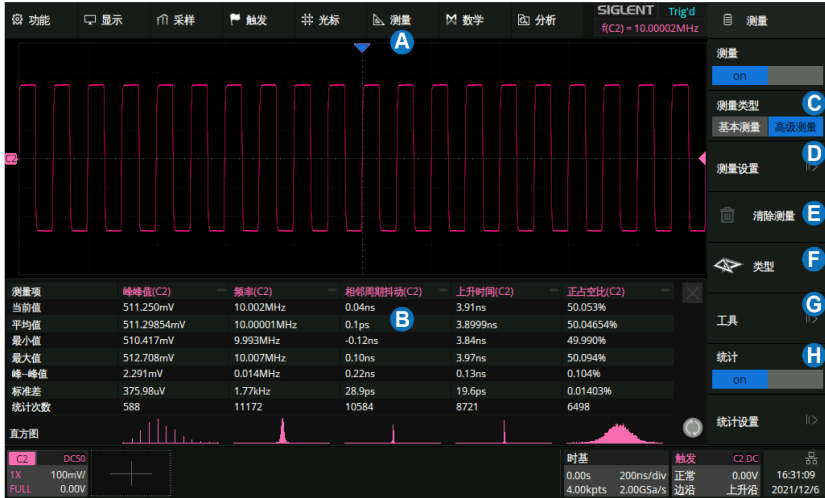 功能 显示 采样 触发 光标 测量 数学 分析 SIGLENT Trig'd 测量
f(C2) = 10.00002MHz
A
测量
on
测量类型 C
基本测量 高级测量
D
测量设置
清除测量 E
类型 F
G
工具
统计 H
on
统计设置
C2
测量项 峰峰值(C2) 频率(C2) 相邻周期抖动(C2) 上升时间(C2) 正占空比(C2)
当前值 511.250mV 10.002MHz 0.04ns 3.91ns 50.053%
平均值 511.29854mV 10.00001MHz 0.1ps B 3.8999ns 50.04654%
最小值 510.417mV 9.993MHz -0.12ns 3.84ns 49.990%
最大值 512.708mV 10.007MHz 0.10ns 3.97ns 50.094%
峰--峰值 2.291mV 0.014MHz 0.22ns 0.13ns 0.104%
标准差 375.98uV 1.77kHz 28.9ps 19.6ps 0.01403%
统计次数 588 11172 10584 8721 6498
直方图
C2 DC50
1X 100mV/
FULL 0.00V
时基
0.00s 200ns/div
4.00kpts 2.00GSa/s
触发 C2 DC
正常 0.00V
边沿 上升沿
16:31:09
2021/12/6